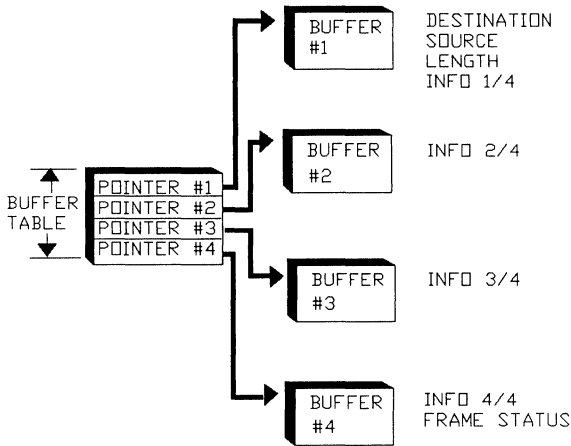 BUFFER
#1
DESTINATION
SOURCE
LENGTH
INFO 1/4
BUFFER
#2
INFO 2/4
BUFFER
TABLE
POINTER #1
POINTER #2
POINTER #3
POINTER #4
BUFFER
#3
INFO 3/4
BUFFER
#4
INFO 4/4
FRAME STATUS